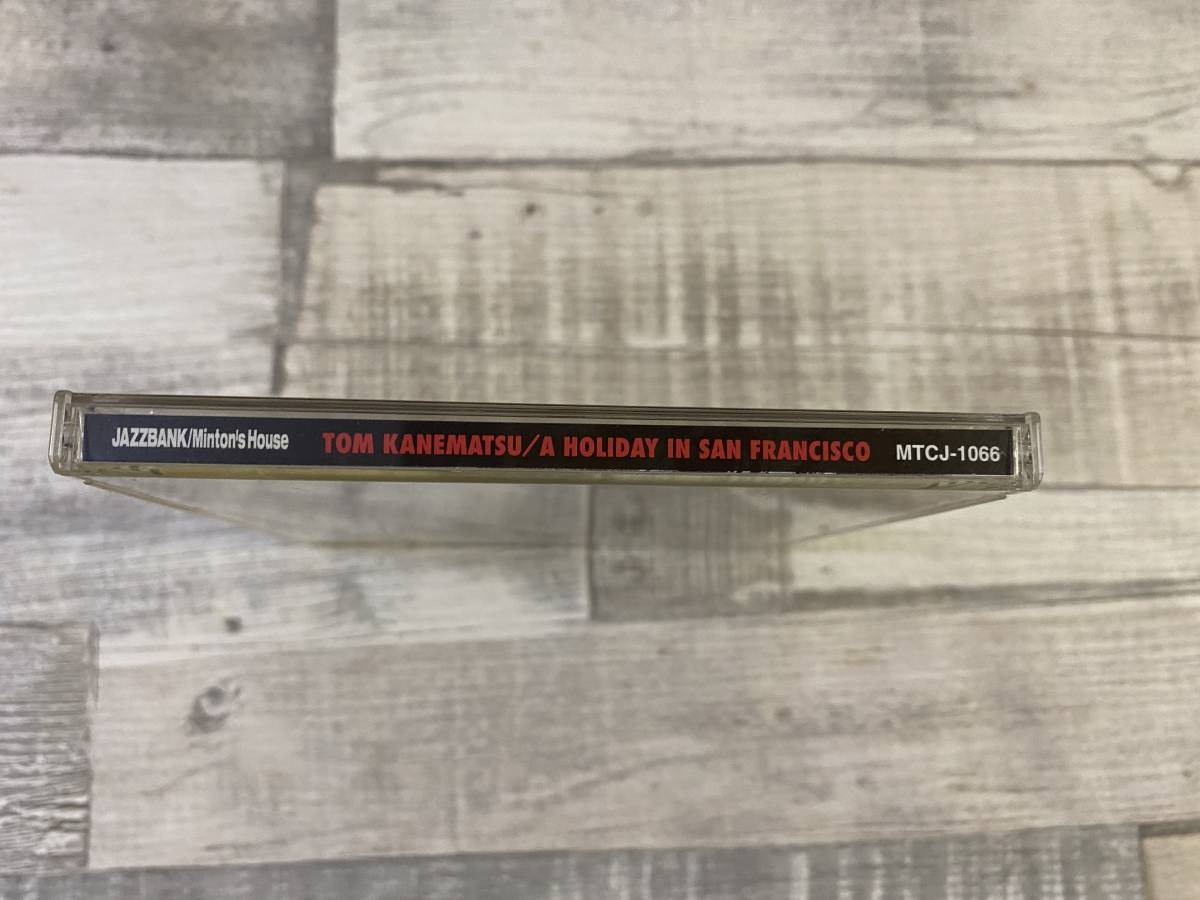 JAZZBANK/Minton's House TOM KANEMATSU/A HOLIDAY IN SAN FRANCISCO MTCJ-1066